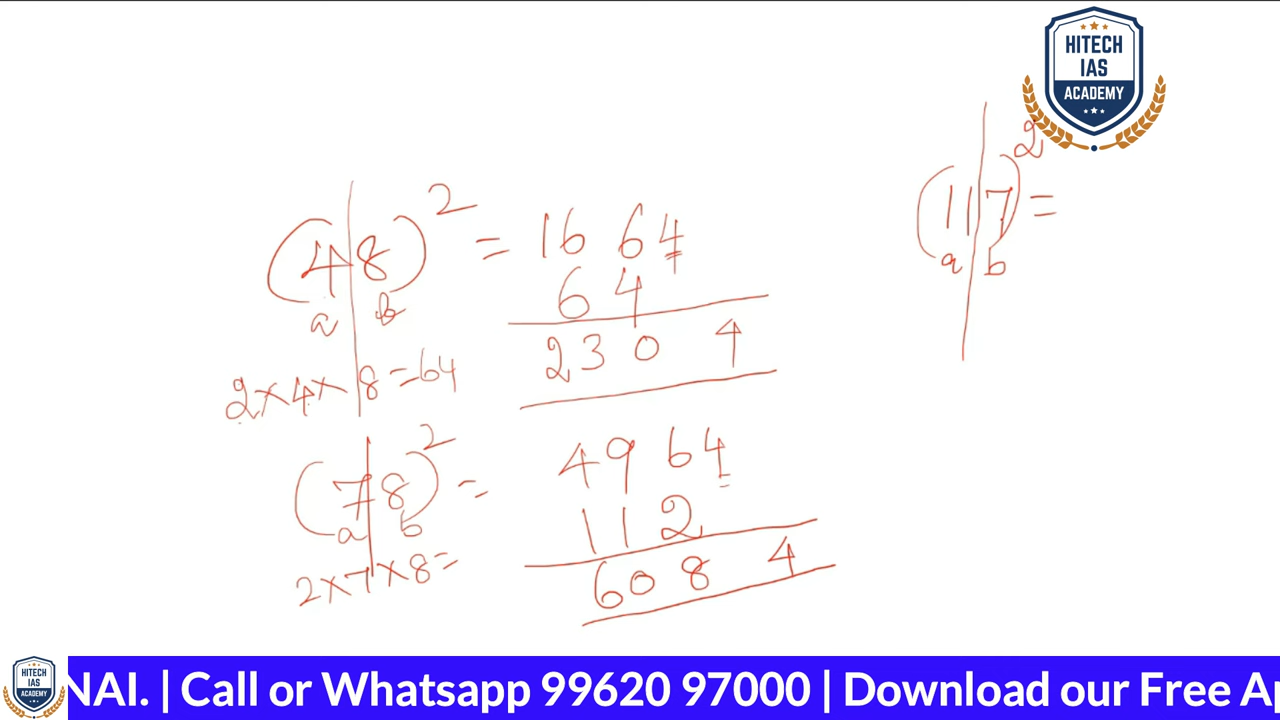 HITECH
IAS
ACADEMY
(48)² = 16 64
a b
64
2304
2×4×8=64
(78)² = 49 64
a b
112
2×7×8=
6084
(117)² =
a b
HITECH
IAS
ACADEMY
NAI. | Call or Whatsapp 99620 97000 | Download our Free A